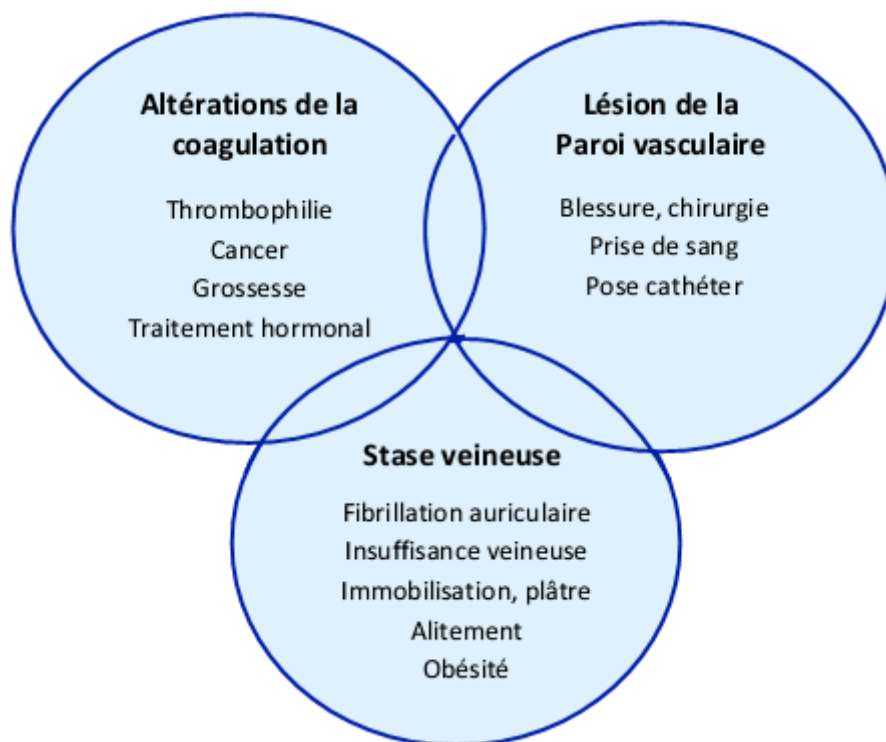 Altérations de la
coagulation
Thrombophilie
Cancer
Grossesse
Traitement hormonal
Lésion de la
Paroi vasculaire
Blessure, chirurgie
Prise de sang
Pose cathéter
Stase veineuse
Fibrillation auriculaire
Insuffisance veineuse
Immobilisation, plâtre
Alitement
Obésité